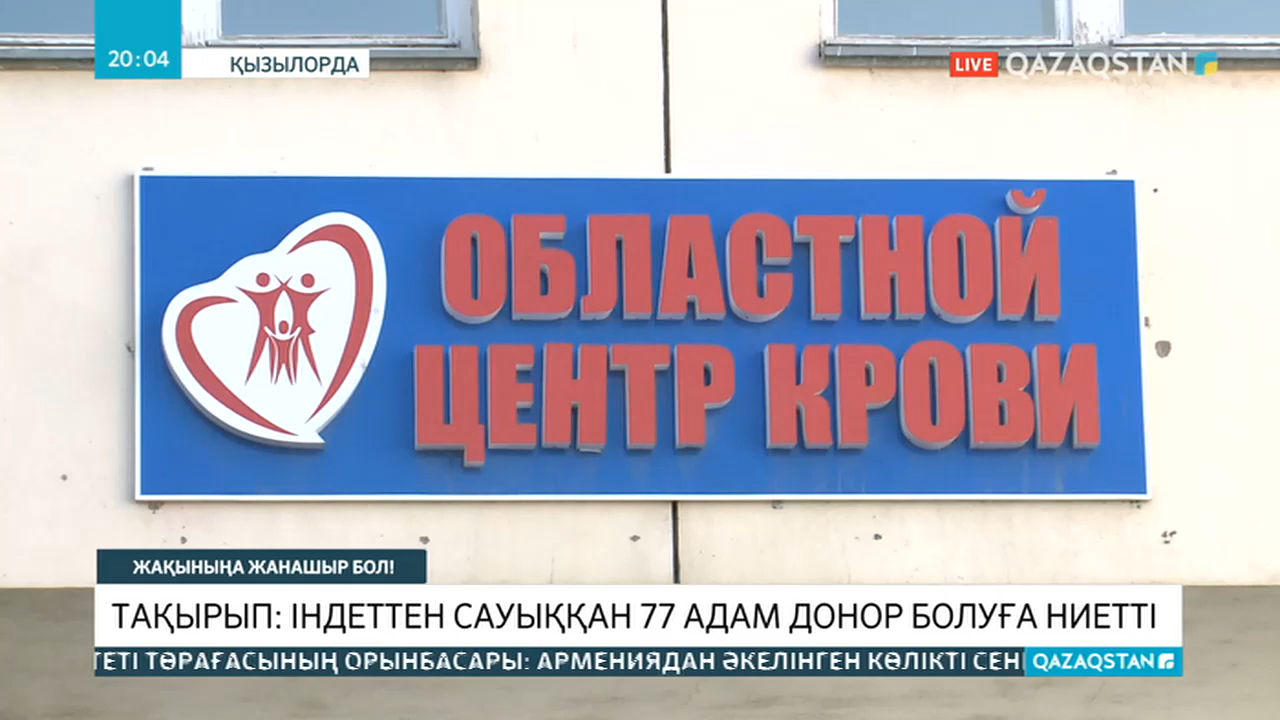 20:04
ҚЫЗЫЛОРДА
LIVE QAZAQSTAN
ОБЛАСТНОЙ
ЦЕНТР КРОВИ
ЖАҚЫНЫҢА ЖАНАШЫР БОЛ!
ТАҚЫРЫП: ІНДЕТТЕН САУЫҚҚАН 77 АДАМ ДОНОР БОЛУҒА НИЕТТІ
ТӨРАҒАСЫНЫҢ ОРЫНБАСАРЫ: АРМЕНИЯДАН ӘКЕЛІНГЕН КӨЛІКТІ QAZAQSTAN